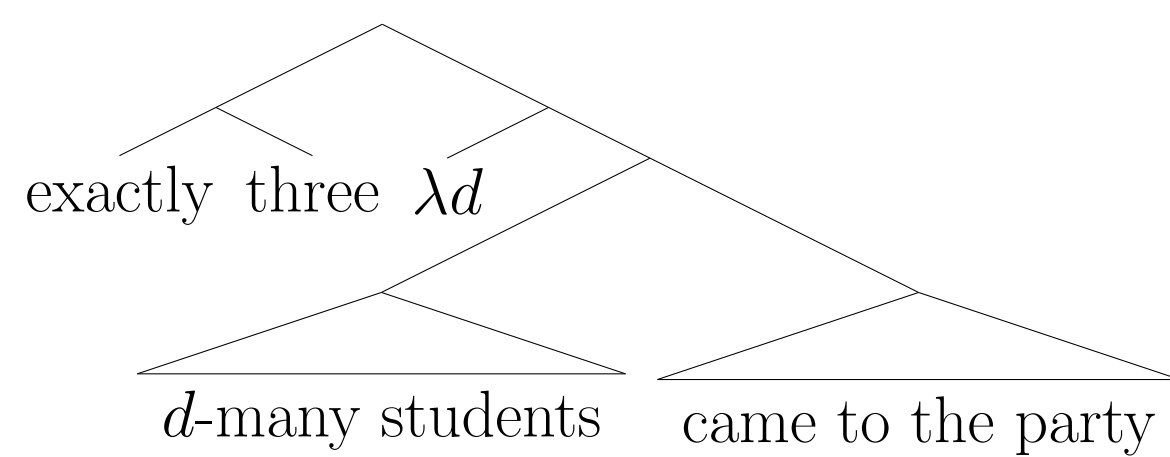 exactly three λd
d-many students
came to the party